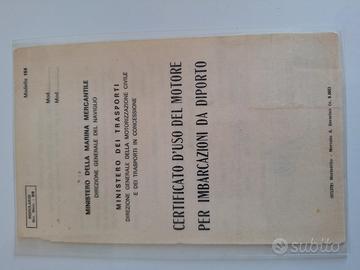 Modello 154
Mod.
Mod.
MINISTERO DELLA MARINA MERCANTILE
DIREZIONE GENERALE DEL NAVIGLIO
MINISTERO DEI TRASPORTI
DIREZIONE GENERALE DELLA MOTORIZZAZIONE CIVILE
E DEI TRASPORTI IN CONCESSIONE
CERTIFICATO D'USO DEL MOTORE
PER IMBARCAZIONI DA DIPORTO
subito